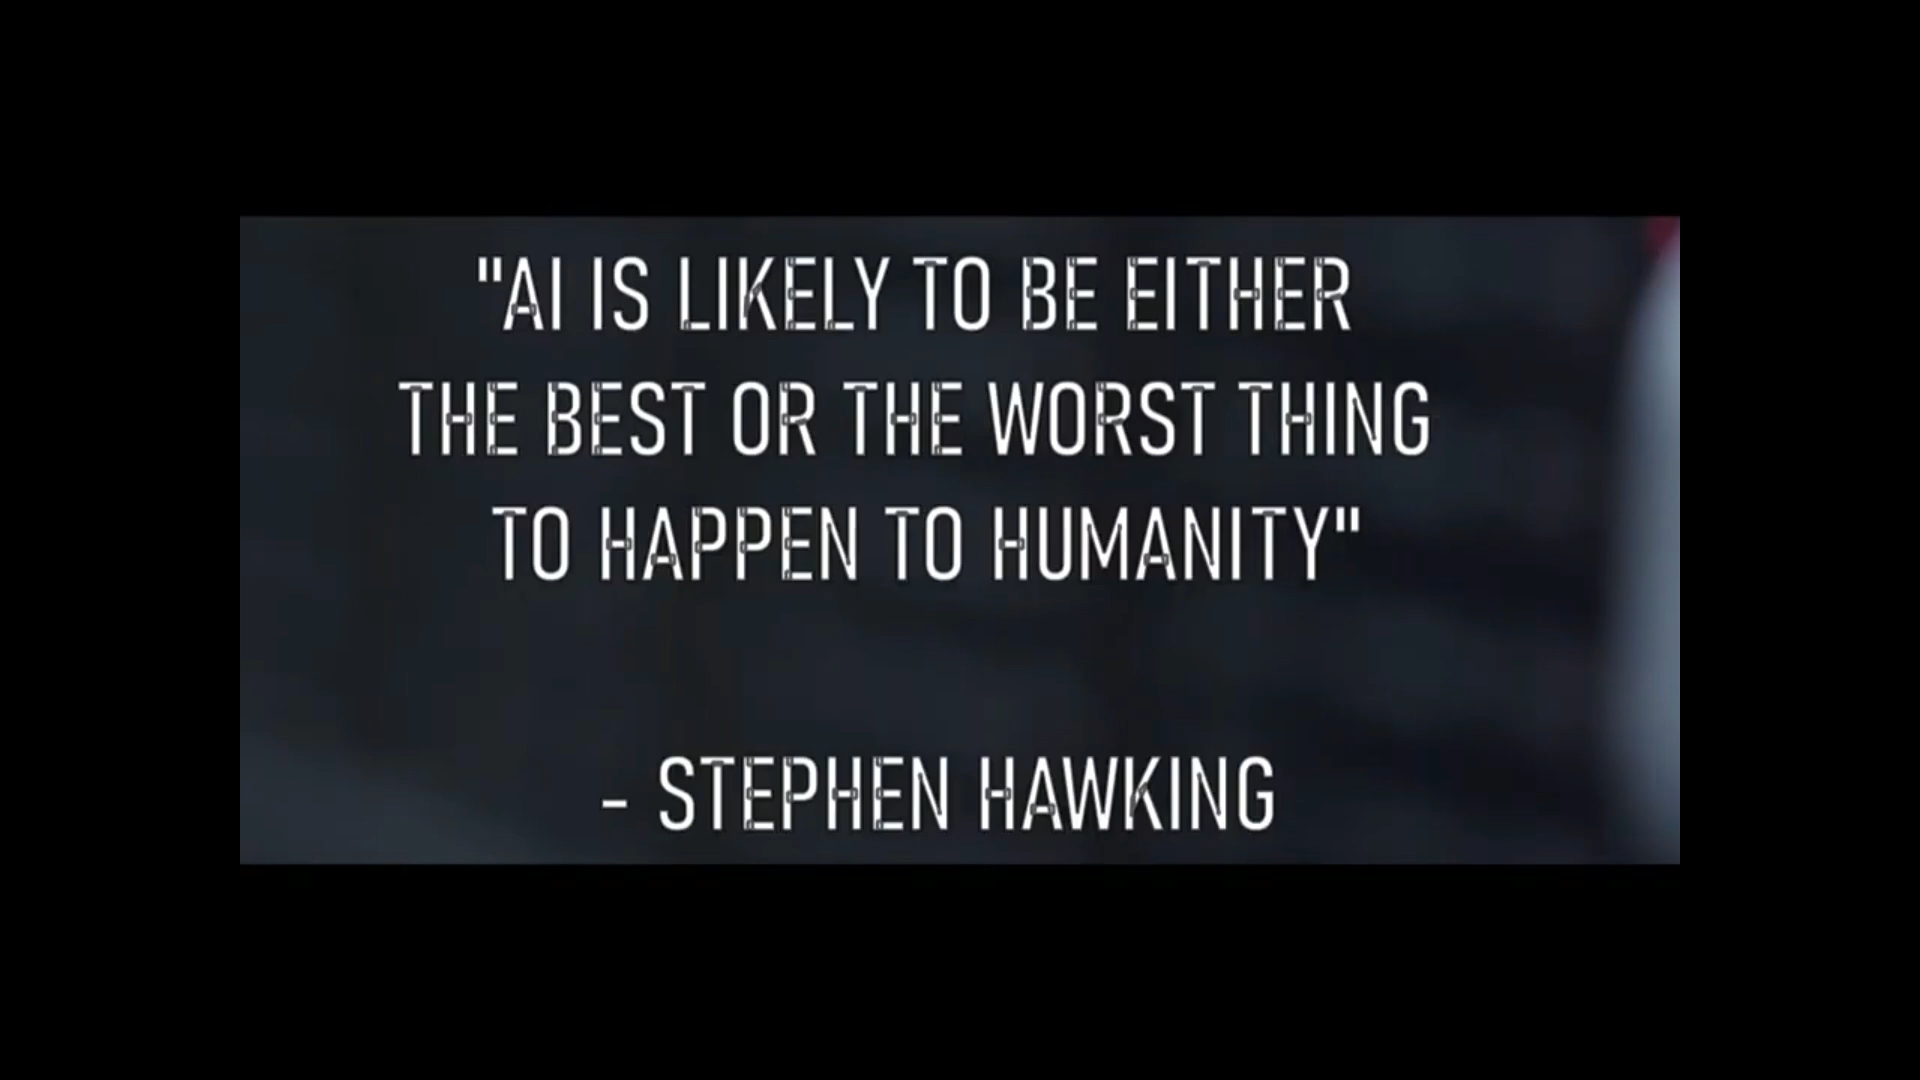 "AI IS LIKELY TO BE EITHER
THE BEST OR THE WORST THING
TO HAPPEN TO HUMANITY"
- STEPHEN HAWKING